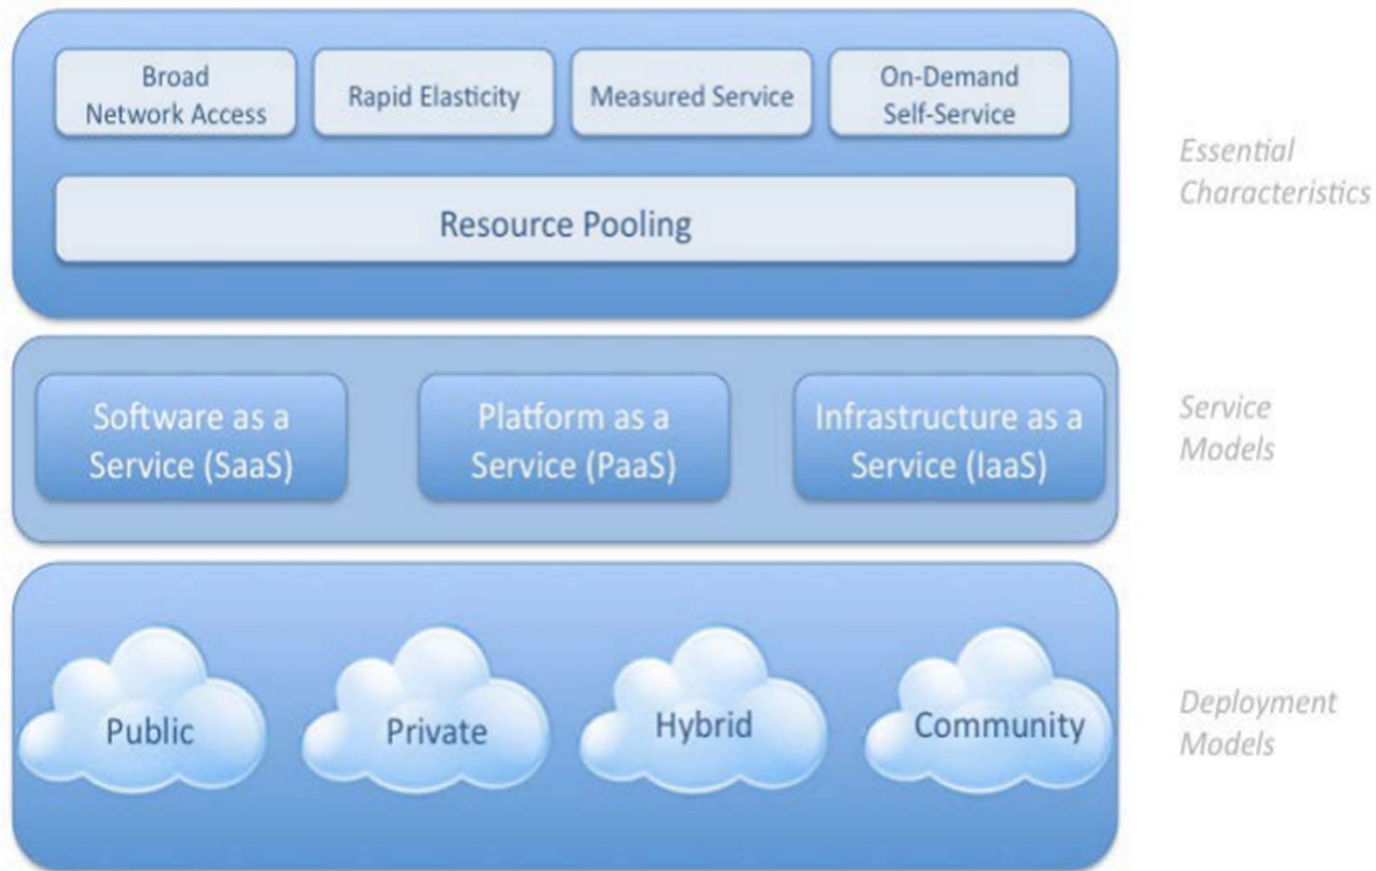 Broad
Network Access
Rapid Elasticity
Measured Service
On-Demand
Self-Service
Resource Pooling
Essential
Characteristics
Software as a
Service (SaaS)
Platform as a
Service (PaaS)
Infrastructure as a
Service (IaaS)
Service
Models
Public
Private
Hybrid
Community
Deployment
Models